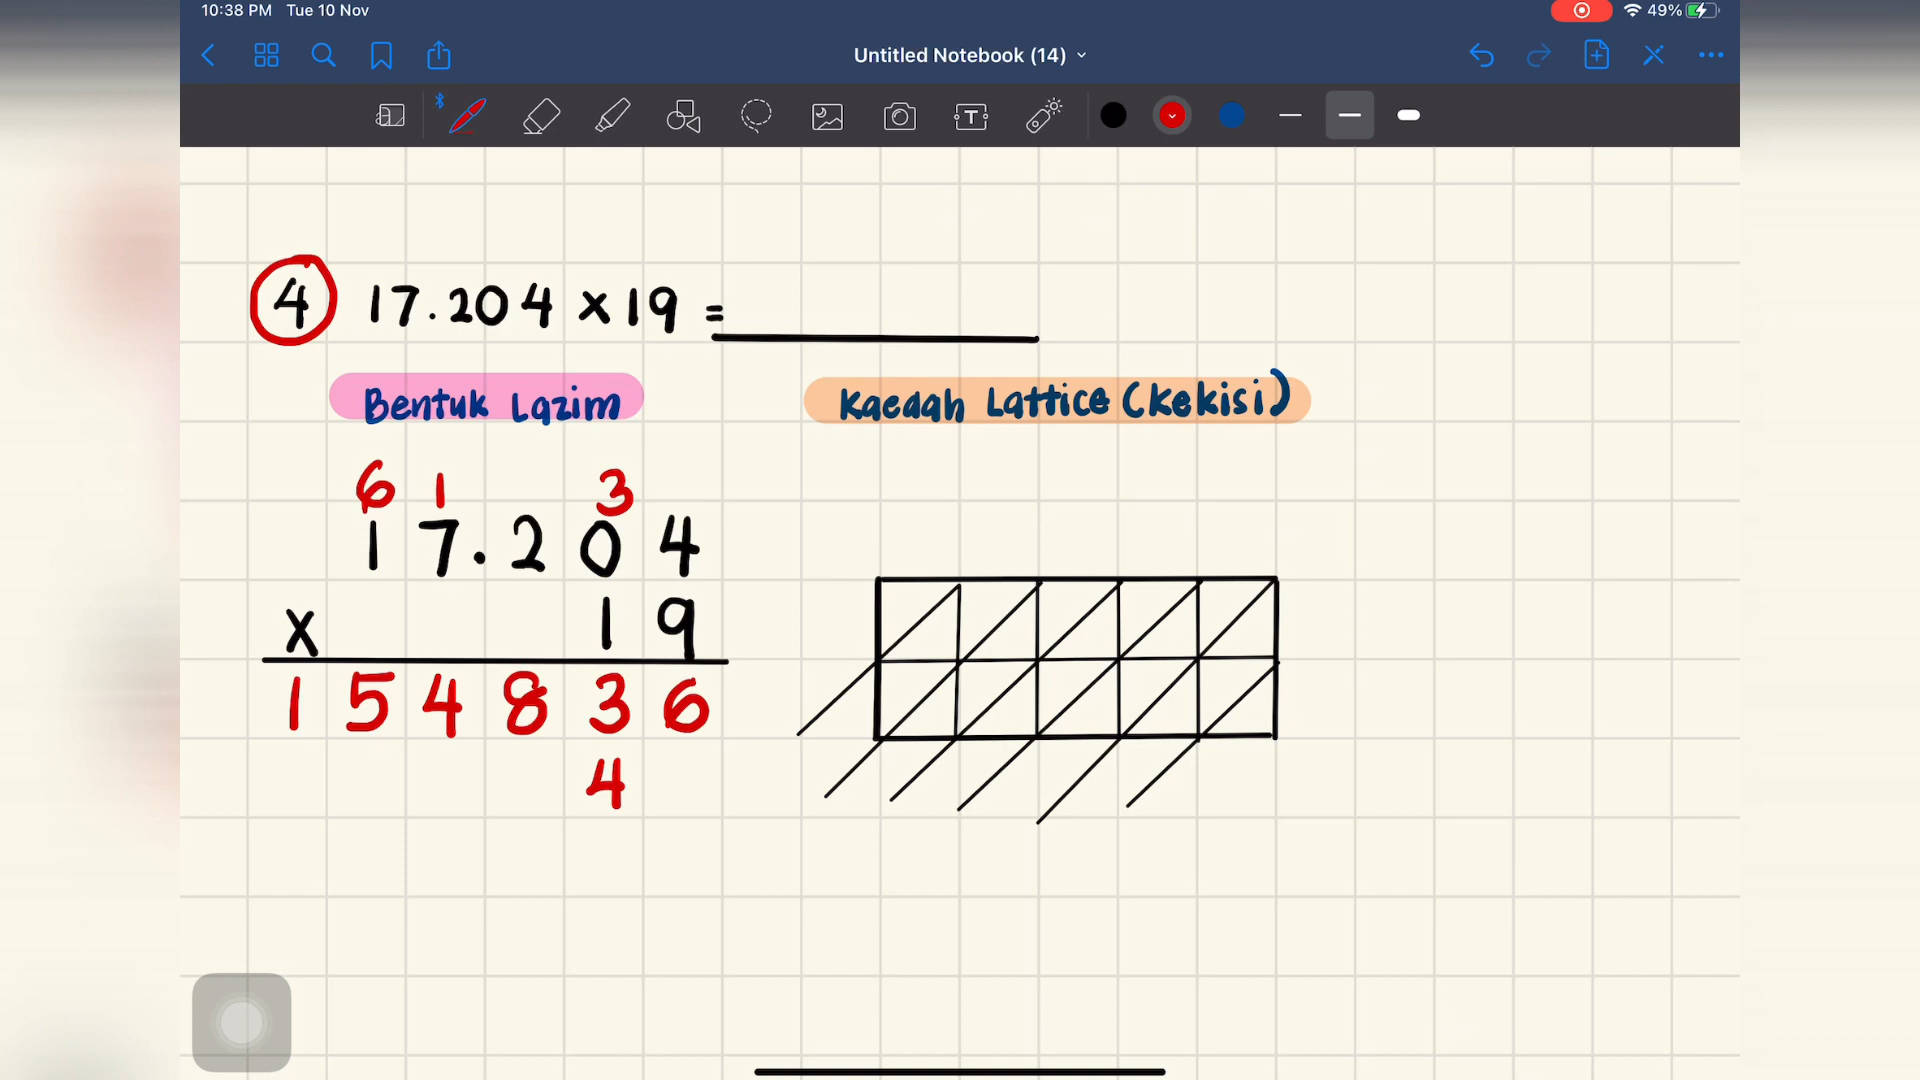 10:38 PM Tue 10 Nov
49%
Untitled Notebook (14)
T
4 17.204 x 19 =
Bentuk Lazim
Kaedah Lattice (Kekisi)
6 1 3
17.204
x 19
154836
4